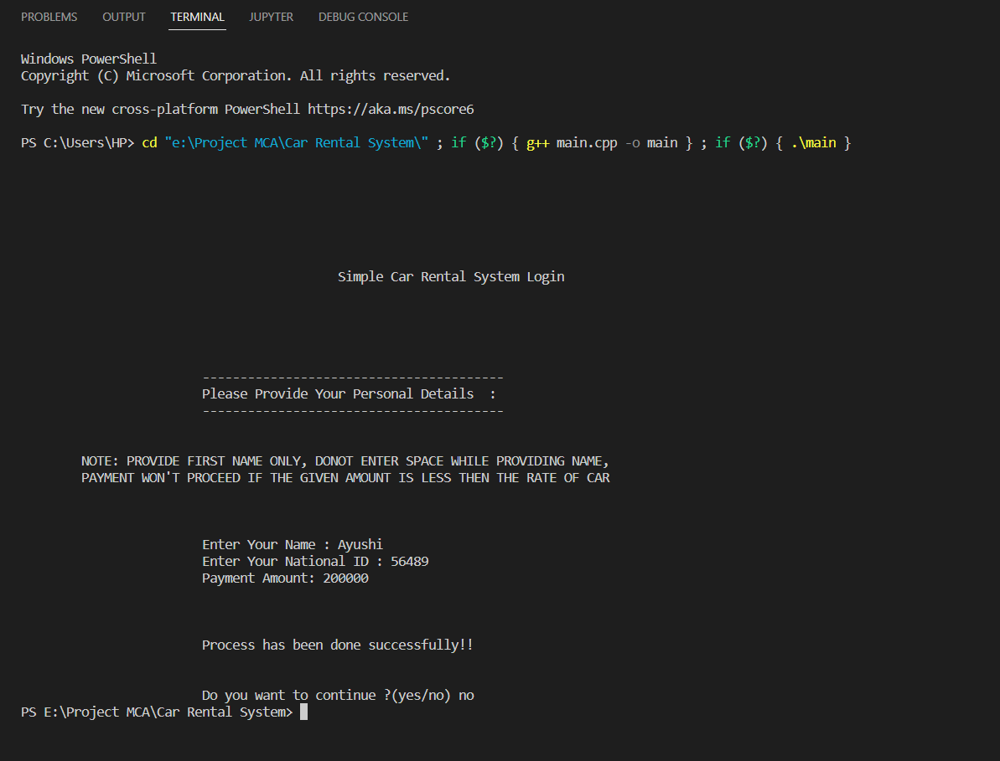 PROBLEMS OUTPUT TERMINAL JUPYTER DEBUG CONSOLE
Windows PowerShell
Copyright (C) Microsoft Corporation. All rights reserved.
Try the new cross-platform PowerShell https://aka.ms/pscore6
PS C:\Users\HP> cd "e:\Project MCA\Car Rental System\" ; if ($?) { g++ main.cpp -o main } ; if ($?) { .\main }
Simple Car Rental System Login
----------------------------------------
Please Provide Your Personal Details  :
----------------------------------------
NOTE: PROVIDE FIRST NAME ONLY, DONOT ENTER SPACE WHILE PROVIDING NAME,
PAYMENT WON'T PROCEED IF THE GIVEN AMOUNT IS LESS THEN THE RATE OF CAR
Enter Your Name : Ayushi
Enter Your National ID : 56489
Payment Amount: 200000
Process has been done successfully!!
Do you want to continue ?(yes/no) no
PS E:\Project MCA\Car Rental System>